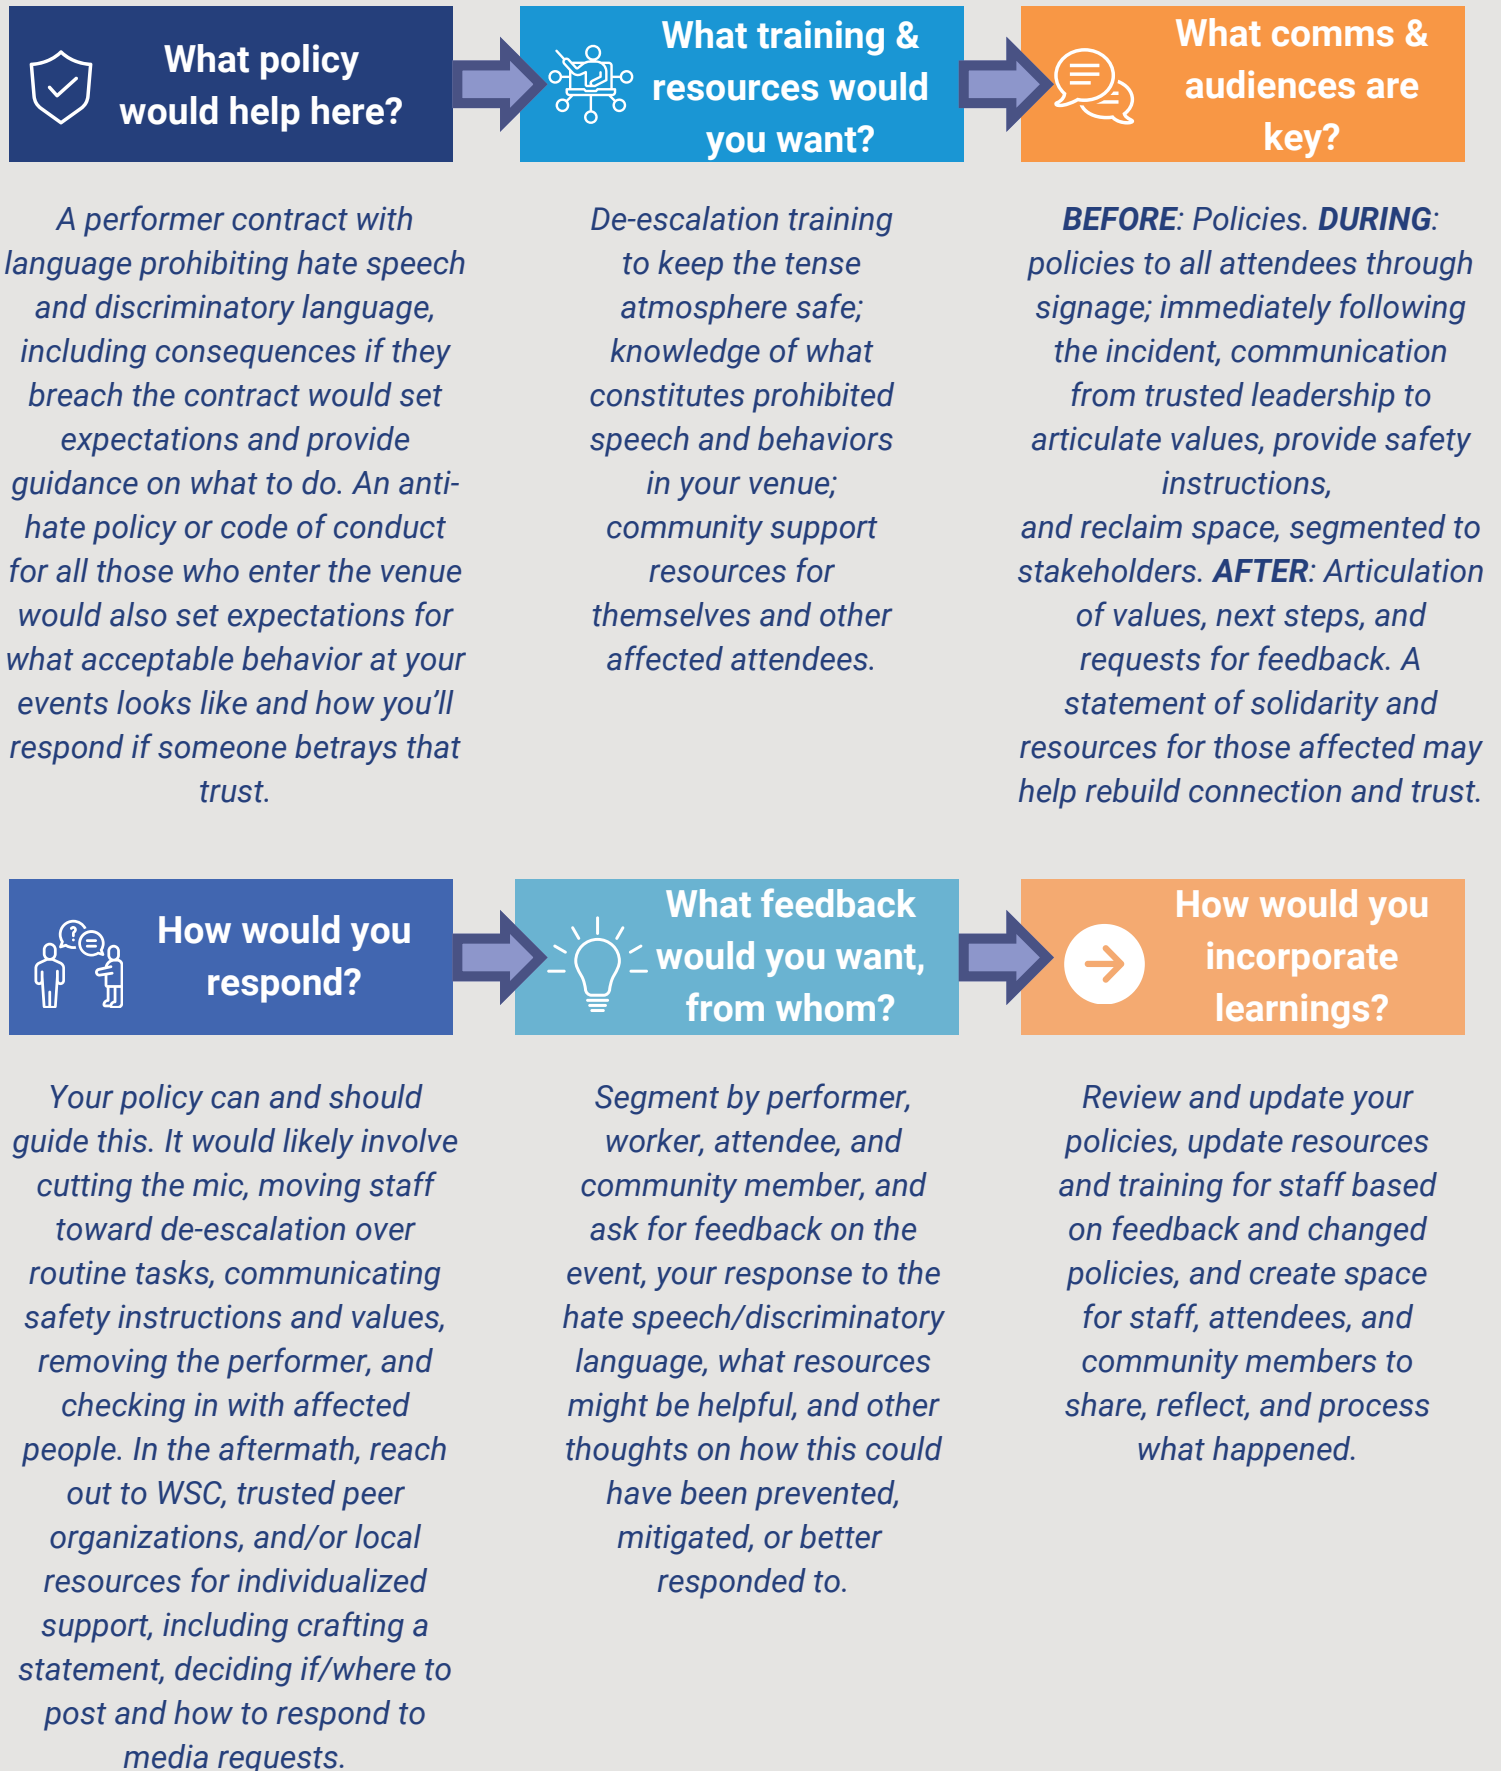 What policy
would help here?
What training &
resources would
you want?
What comms &
audiences are
key?
A performer contract with
language prohibiting hate speech
and discriminatory language,
including consequences if they
breach the contract would set
expectations and provide
guidance on what to do. An anti-
hate policy or code of conduct
for all those who enter the venue
would also set expectations for
what acceptable behavior at your
events looks like and how you'll
respond if someone betrays that
trust.
De-escalation training
to keep the tense
atmosphere safe;
knowledge of what
constitutes prohibited
speech and behaviors
in your venue;
community support
resources for
themselves and other
affected attendees.
BEFORE: Policies. DURING:
policies to all attendees through
signage; immediately following
the incident, communication
from trusted leadership to
articulate values, provide safety
instructions,
and reclaim space, segmented to
stakeholders. AFTER: Articulation
of values, next steps, and
requests for feedback. A
statement of solidarity and
resources for those affected may
help rebuild connection and trust.
How would you
respond?
What feedback
would you want,
from whom?
How would you
incorporate
learnings?
Your policy can and should
guide this. It would likely involve
cutting the mic, moving staff
toward de-escalation over
routine tasks, communicating
safety instructions and values,
removing the performer, and
checking in with affected
people. In the aftermath, reach
out to WSC, trusted peer
organizations, and/or local
resources for individualized
support, including crafting a
statement, deciding if/where to
post and how to respond to
media requests.
Segment by performer,
worker, attendee, and
community member, and
ask for feedback on the
event, your response to the
hate speech/discriminatory
language, what resources
might be helpful, and other
thoughts on how this could
have been prevented,
mitigated, or better
responded to.
Review and update your
policies, update resources
and training for staff based
on feedback and changed
policies, and create space
for staff, attendees, and
community members to
share, reflect, and process
what happened.